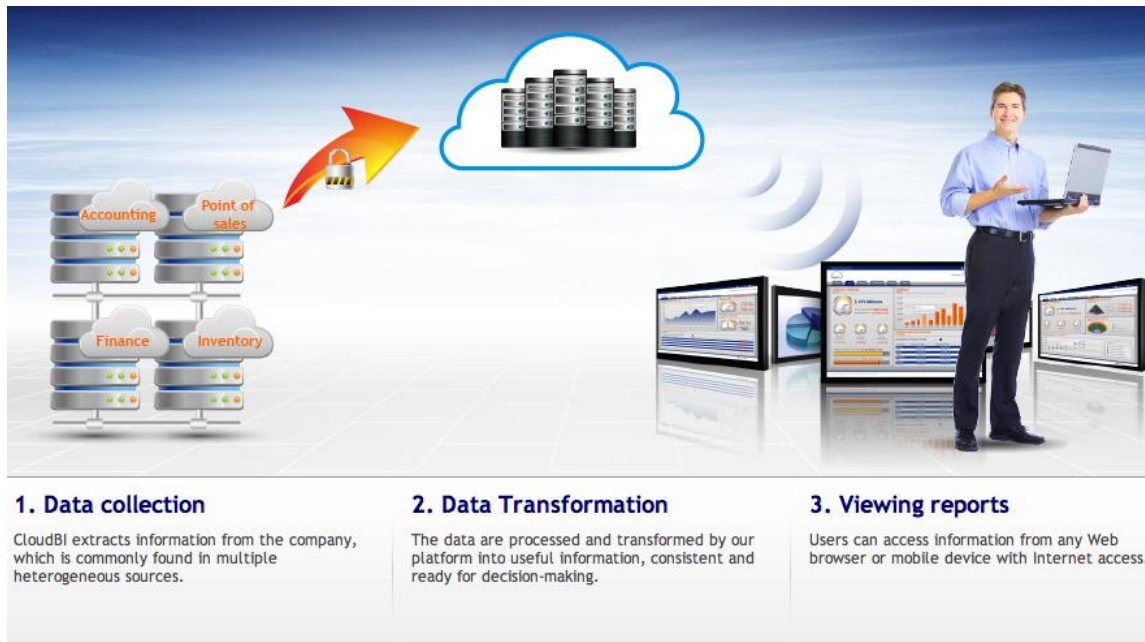 Accounting
Point of
sales
Finance
Inventory
1. Data collection
CloudBI extracts information from the company,
which is commonly found in multiple
heterogeneous sources.
2. Data Transformation
The data are processed and transformed by our
platform into useful information, consistent and
ready for decision-making.
3. Viewing reports
Users can access information from any Web
browser or mobile device with Internet access.